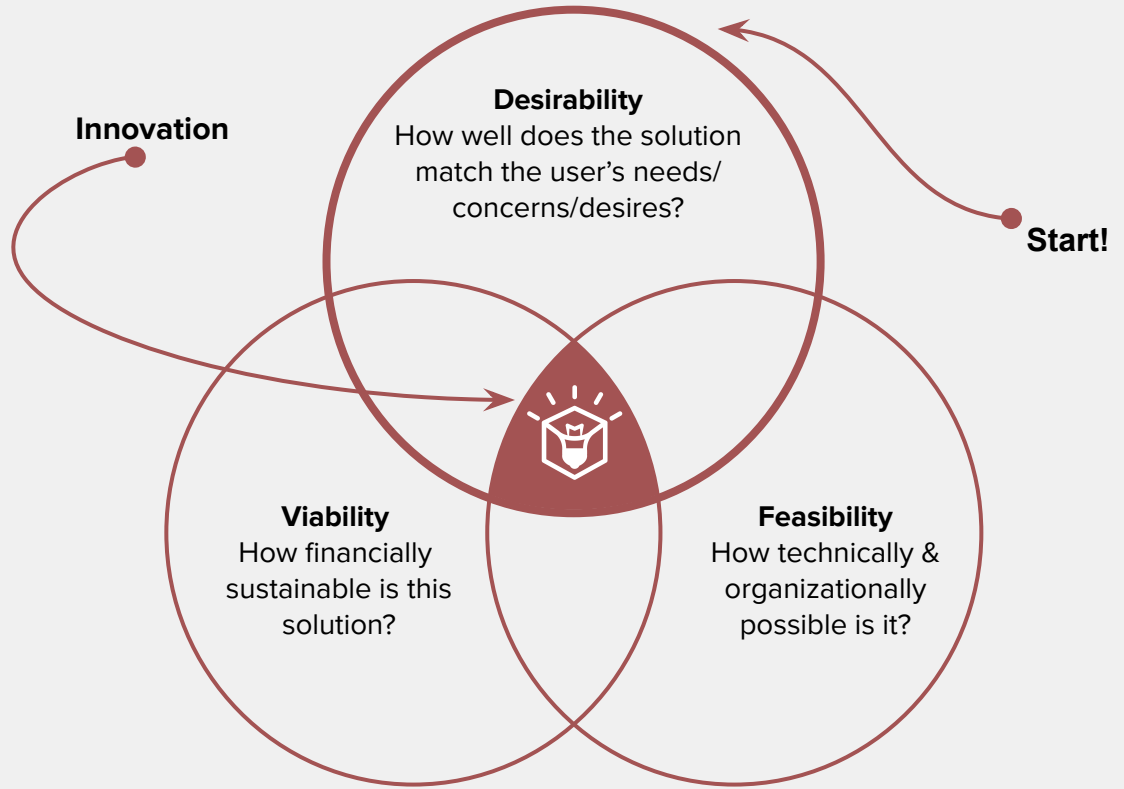 Desirability
How well does the solution
match the user’s needs/
concerns/desires?
Innovation
Start!
Viability
How financially
sustainable is this
solution?
Feasibility
How technically &
organizationally
possible is it?